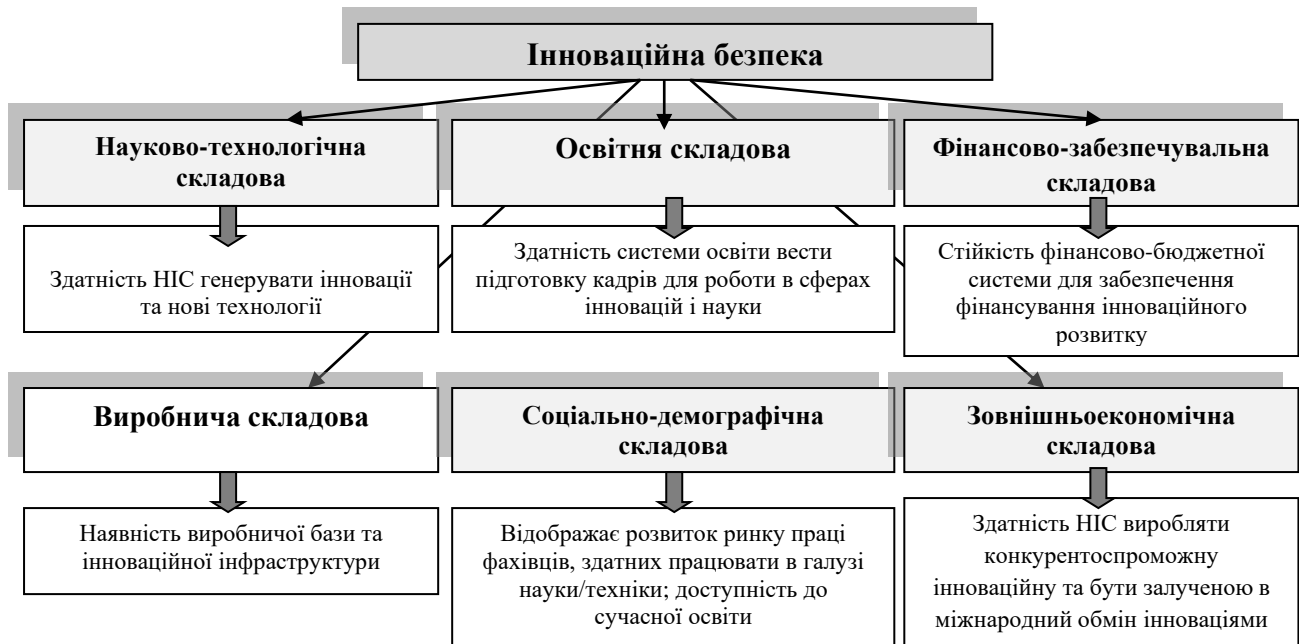 Інноваційна безпека
Науково-технологічна
складова
Освітня складова
Фінансово-забезпечувальна
складова
Здатність НІС генерувати інновації
та нові технології
Здатність системи освіти вести
підготовку кадрів для роботи в сферах
інновацій і науки
Стійкість фінансово-бюджетної
системи для забезпечення
фінансування інноваційного
розвитку
Виробнича складова
Соціально-демографічна
складова
Зовнішньоекономічна
складова
Наявність виробничої бази та
інноваційної інфраструктури
Відображає розвиток ринку праці
фахівців, здатних працювати в галузі
науки/техніки; доступність до
сучасної освіти
Здатність НІС виробляти
конкурентоспроможну
інноваційну та бути залученою в
міжнародний обмін інноваціями